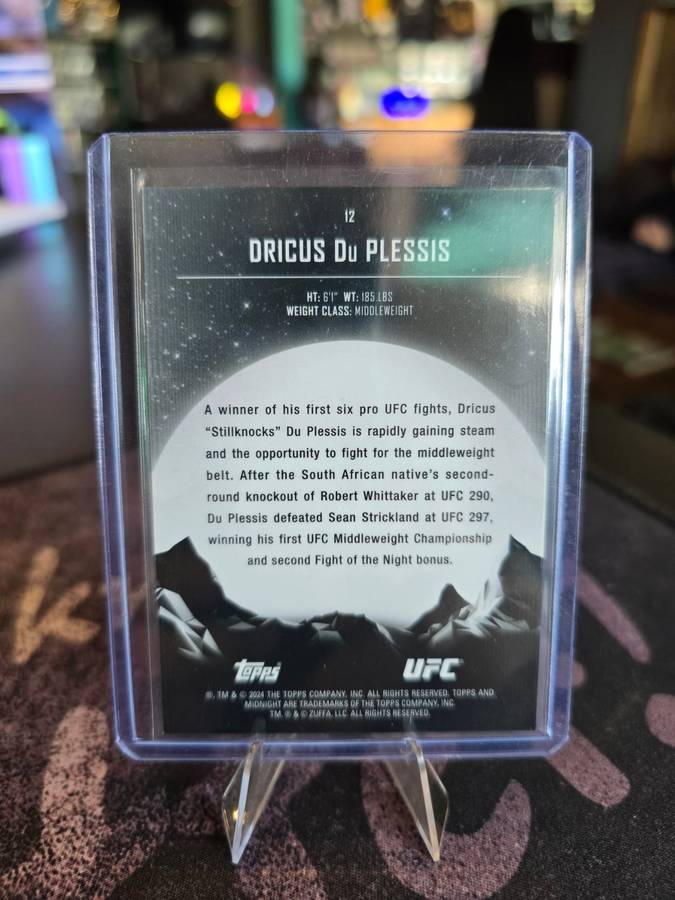 12
DRICUS Du PLESSIS
HT: 6'1" WT: 185 LBS
WEIGHT CLASS: MIDDLEWEIGHT
A winner of his first six pro UFC fights, Dricus
“Stillknocks” Du Plessis is rapidly gaining steam
and the opportunity to fight for the middleweight
belt. After the South African native’s second-
round knockout of Robert Whittaker at UFC 290,
Du Plessis defeated Sean Strickland at UFC 297,
winning his first UFC Middleweight Championship
and second Fight of the Night bonus.
Topps UFC
®, TM & © 2024 THE TOPPS COMPANY, INC. ALL RIGHTS RESERVED. TOPPS AND
MIDNIGHT ARE TRADEMARKS OF THE TOPPS COMPANY, INC.
TM, ® & © ZUFFA, LLC. ALL RIGHTS RESERVED.